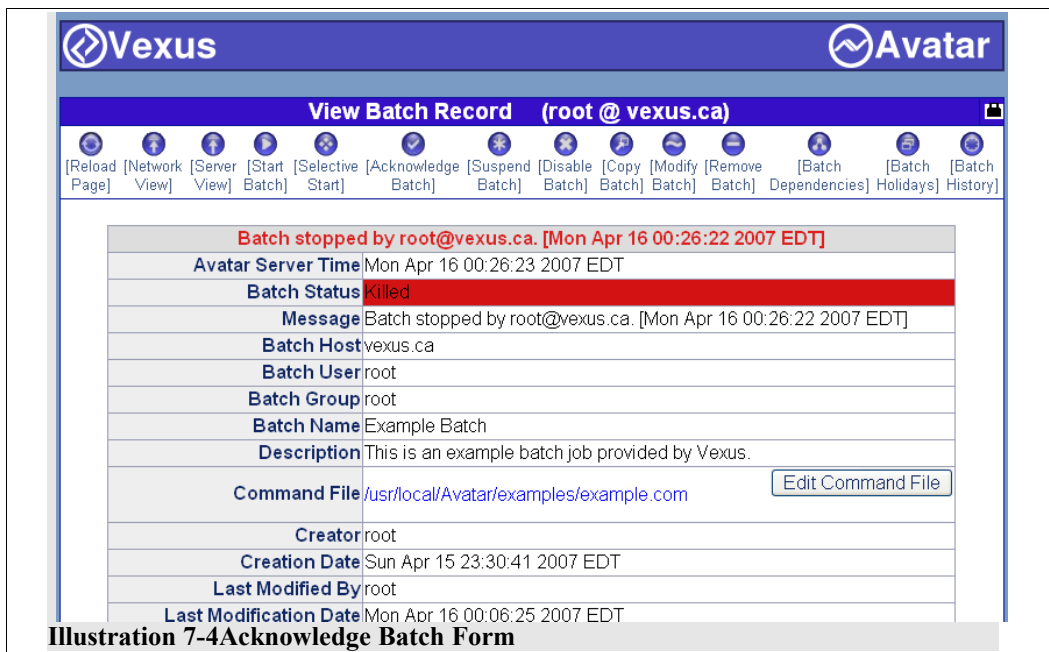 Vexus
Avatar
View Batch Record (root @ vexus.ca)
[Reload Page] [Network View] [Server View] [Start Batch] [Selective Start] [Acknowledge Batch] [Suspend Batch] [Disable Batch] [Copy Batch] [Modify Batch] [Remove Batch] [Batch Dependencies] [Batch Holidays] [Batch History]
Batch stopped by root@vexus.ca. [Mon Apr 16 00:26:22 2007 EDT]
Avatar Server Time Mon Apr 16 00:26:23 2007 EDT
Batch Status Killed
Message Batch stopped by root@vexus.ca. [Mon Apr 16 00:26:22 2007 EDT]
Batch Host vexus.ca
Batch User root
Batch Group root
Batch Name Example Batch
Description This is an example batch job provided by Vexus.
Command File /usr/local/Avatar/examples/example.com Edit Command File
Creator root
Creation Date Sun Apr 15 23:30:41 2007 EDT
Last Modified By root
Last Modification Date Mon Apr 16 00:06:25 2007 EDT
Illustration 7-4Acknowledge Batch Form